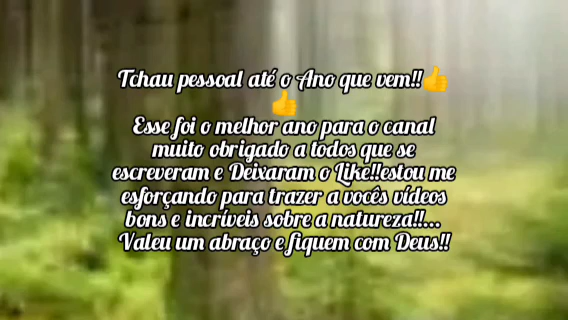 Tchau pessoal até o Ano que vem!!👍
👍
Esse foi o melhor ano para o canal
muito obrigado a todos que se
escreveram e Deixaram o Like!!estou me
esforçando para trazer a vocês vídeos
bons e incríveis sobre a natureza!!...
Valeu um abraço e fiquem com Deus!!